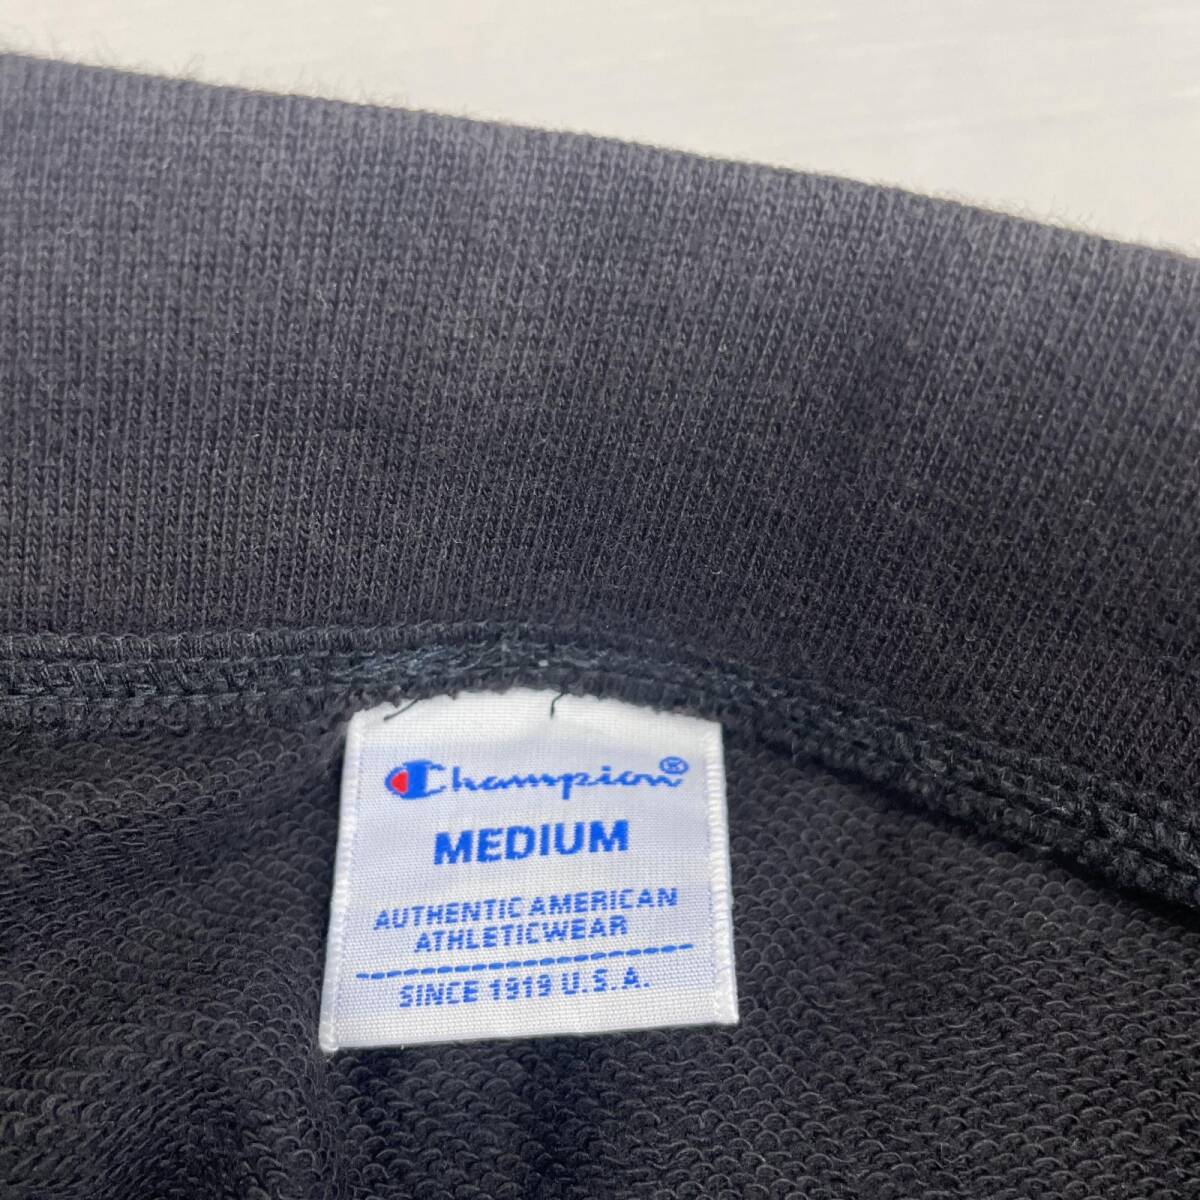 Champion®
MEDIUM
AUTHENTIC AMERICAN
ATHLETICWEAR
SINCE 1919 U.S.A.